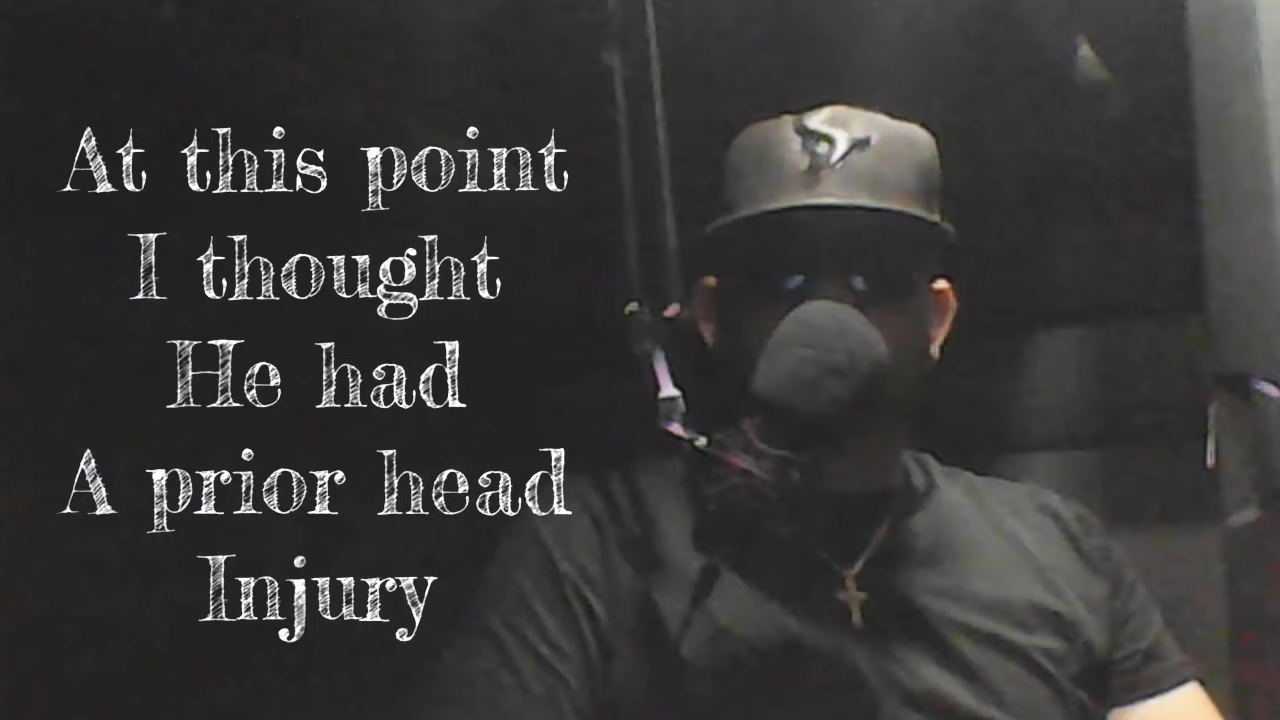 At this point
I thought
He had
A prior head
Injury